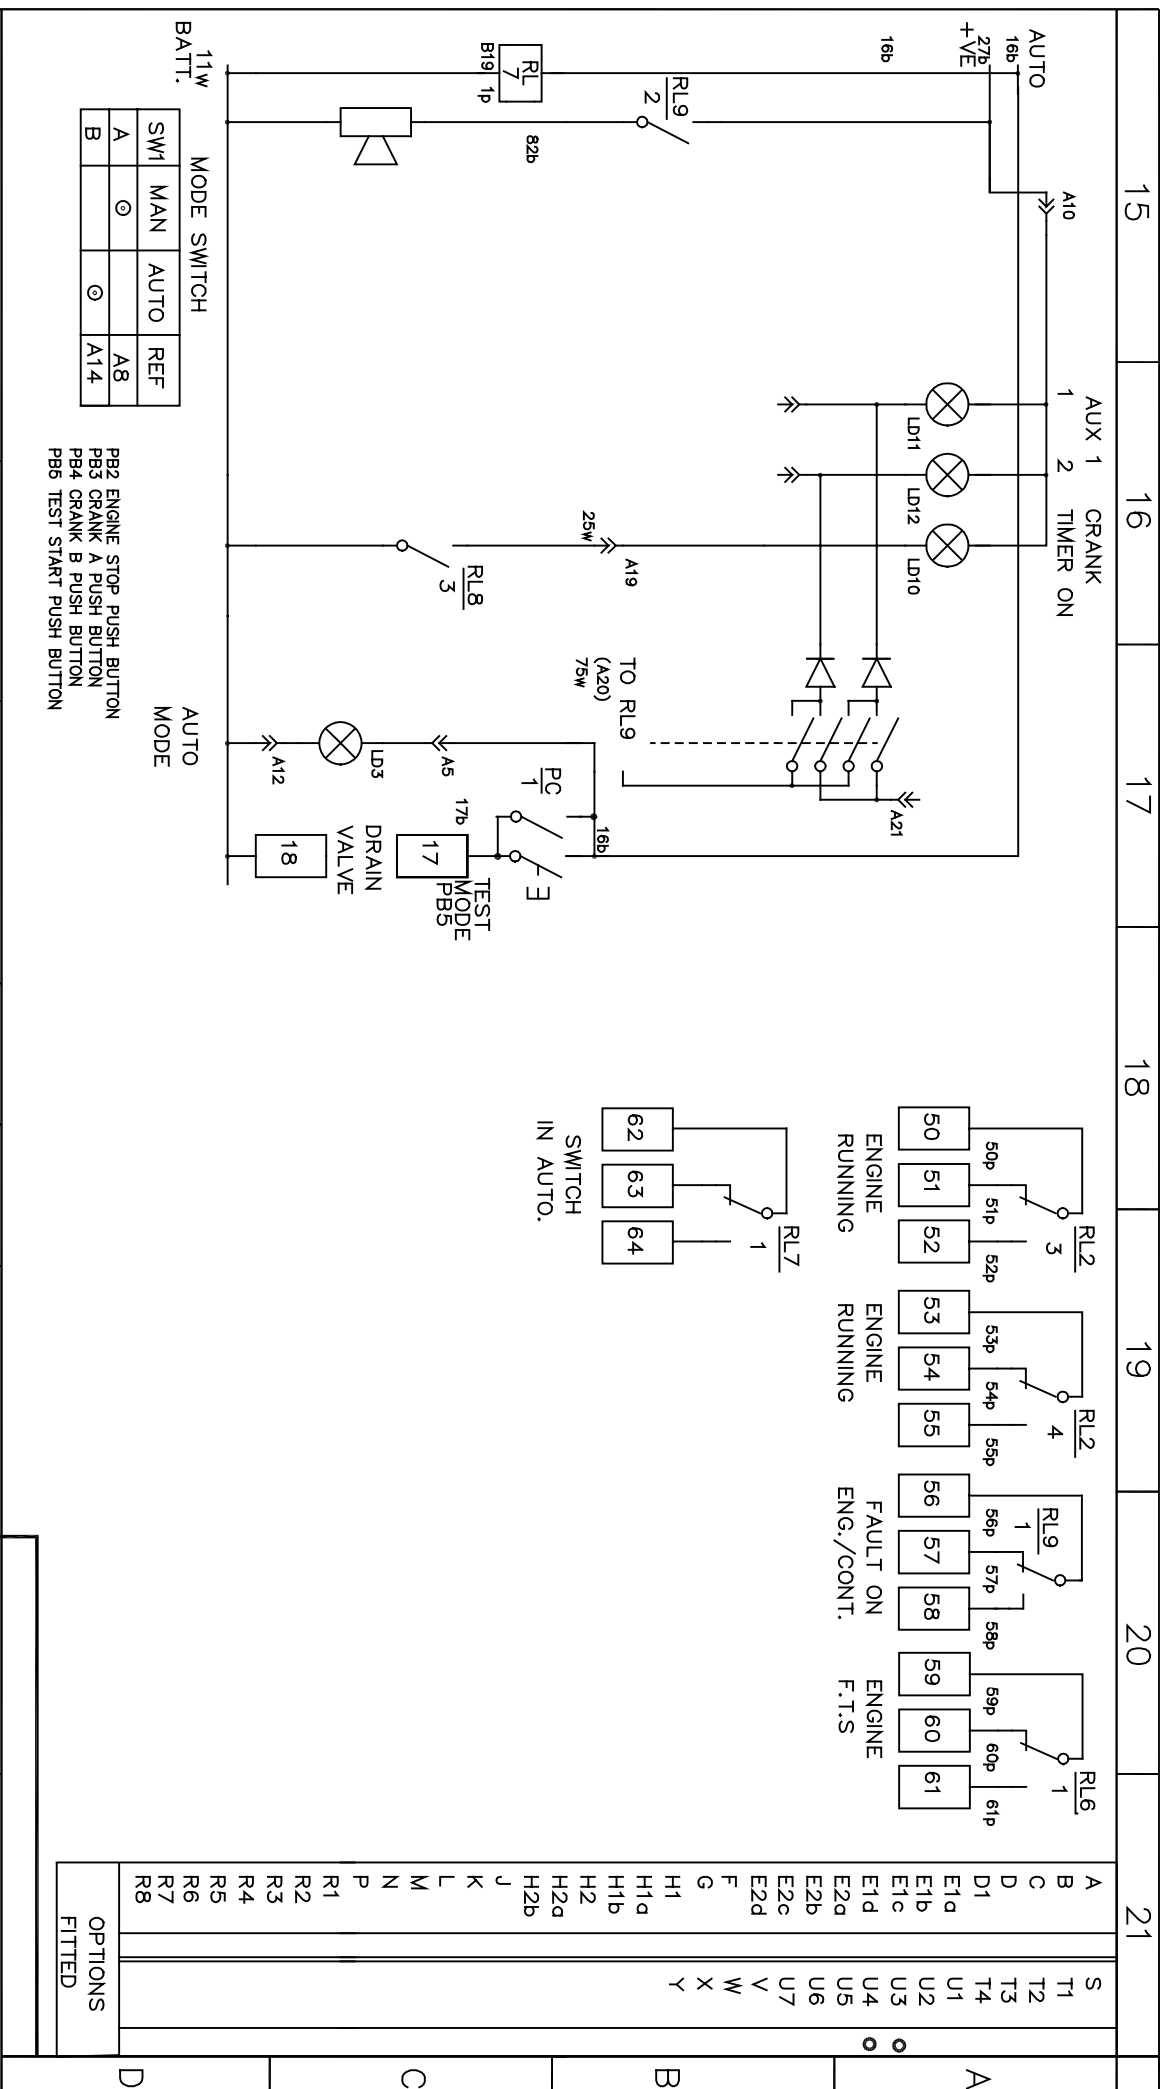 15
16
17
18
19
20
21
A
B
C
D
AUTO
16b
27b
+VE
16b
A10
RL9
2
RL
7
B19
1p
82b
11w
BATT.
AUX 1
1
2
CRANK
TIMER ON
LD11
LD12
LD10
A19
25w
RL8
3
TO RL9
(A20)
75w
A21
16b
PC
1
17b
A5
LD3
A12
AUTO
MODE
TEST
MODE
PB5
17
DRAIN
VALVE
18
MODE SWITCH
SW1 MAN AUTO REF
A ⊙ A8
B ⊙ A14
PB2 ENGINE STOP PUSH BUTTON
PB3 CRANK A PUSH BUTTON
PB4 CRANK B PUSH BUTTON
PB5 TEST START PUSH BUTTON
RL2
3
50p
51p
52p
50
51
52
ENGINE
RUNNING
RL2
4
53p
54p
55p
53
54
55
ENGINE
RUNNING
RL9
1
56p
57p
58p
56
57
58
FAULT ON
ENG./CONT.
RL6
1
59p
60p
61p
59
60
61
ENGINE
F.T.S
RL7
1
62
63
64
SWITCH
IN AUTO.
A
B
C
D
D1
E1a
E1b
E1c
E1d
E2a
E2b
E2c
E2d
F
G
H1
H1a
H1b
H2
H2a
H2b
J
K
L
M
N
P
R1
R2
R3
R4
R5
R6
R7
R8
S
T1
T2
T3
T4
U1
U2
U3
U4
U5
U6
U7
V
W
X
Y
OPTIONS
FITTED